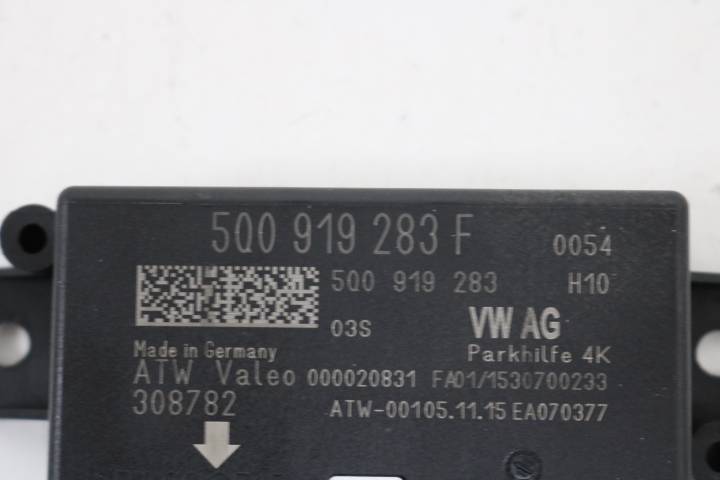 5Q0 919 283 F 0054
5Q0 919 283 H10
03S VW AG
Made in Germany Parkhilfe 4K
ATW Valeo 000020831 FA01/1530700233
308782 ATW-00105.11.15 EA070377